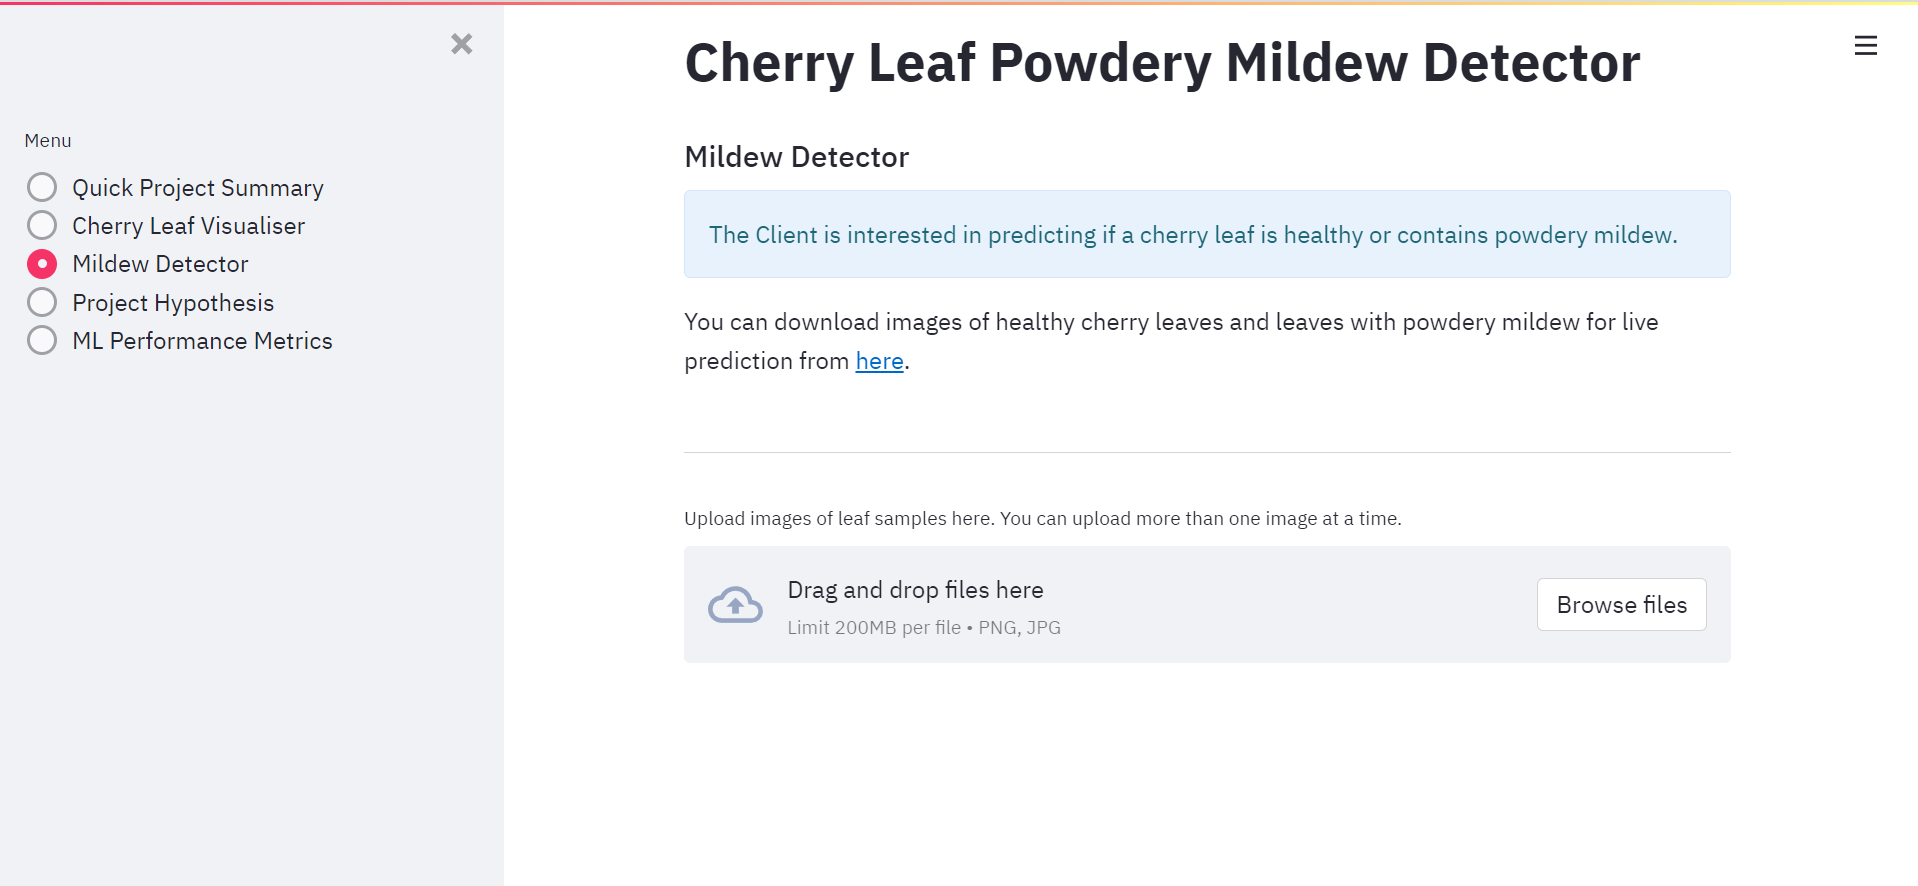 Menu
Quick Project Summary
Cherry Leaf Visualiser
Mildew Detector
Project Hypothesis
ML Performance Metrics
Cherry Leaf Powdery Mildew Detector
Mildew Detector
The Client is interested in predicting if a cherry leaf is healthy or contains powdery mildew.
You can download images of healthy cherry leaves and leaves with powdery mildew for live
prediction from here.
Upload images of leaf samples here. You can upload more than one image at a time.
Drag and drop files here
Limit 200MB per file • PNG, JPG
Browse files